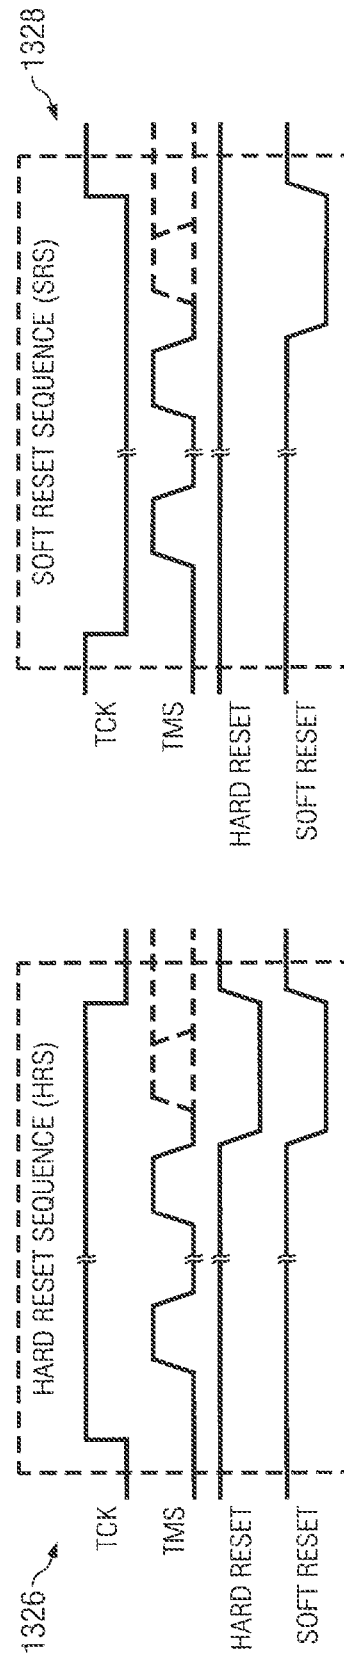 1326
HARD RESET SEQUENCE (HRS)
TCK
TMS
HARD RESET
SOFT RESET
1328
SOFT RESET SEQUENCE (SRS)
TCK
TMS
HARD RESET
SOFT RESET